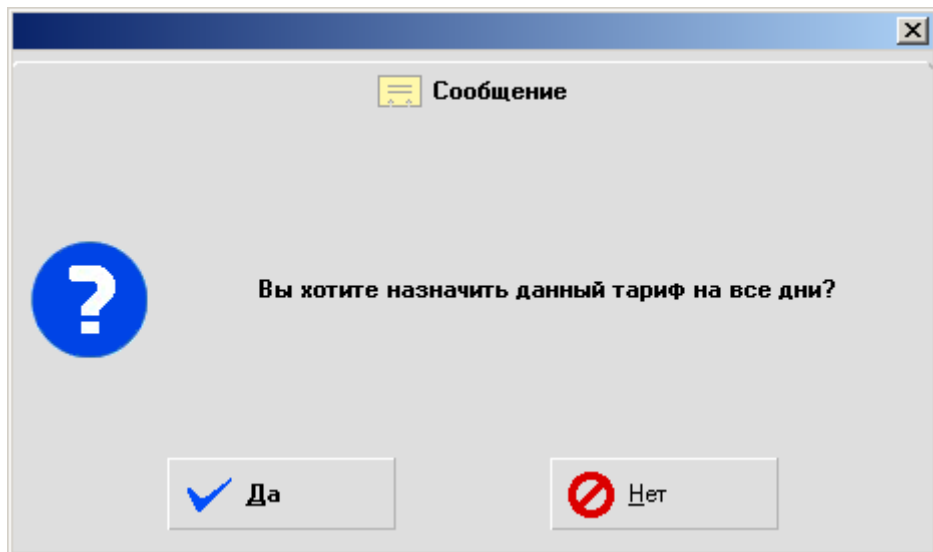 Сообщение
Вы хотите назначить данный тариф на все дни?
Да
Нет